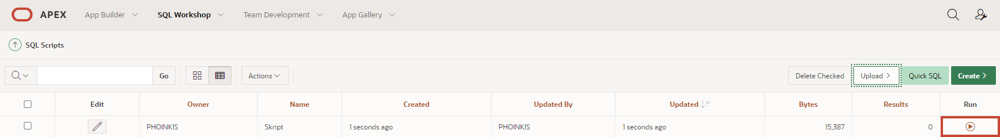 APEX App Builder SQL Workshop Team Development App Gallery
SQL Scripts
Go Actions Delete Checked Upload Quick SQL Create
Edit Owner Name Created Updated By Updated Bytes Results Run
PHOINKIS Skript 1 seconds ago PHOINKIS 1 seconds ago 15,387 0